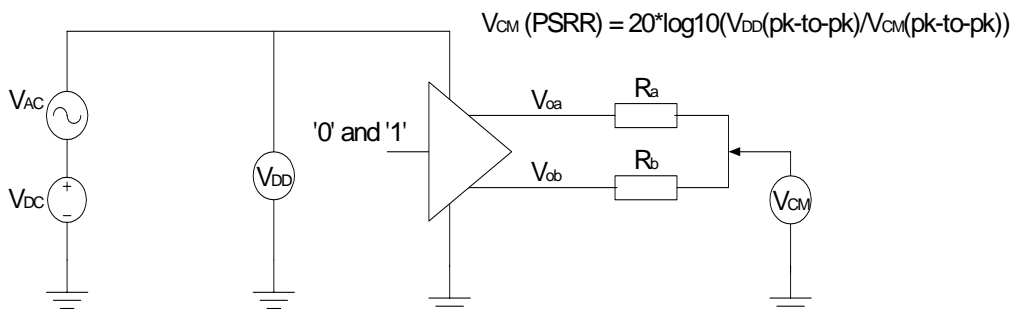 VCM (PSRR) = 20*log10(VDD(pk-to-pk)/VCM(pk-to-pk))
VAC
Voa
Ra
'0' and '1'
VDD
Vob
Rb
VDC
+
−
VCM